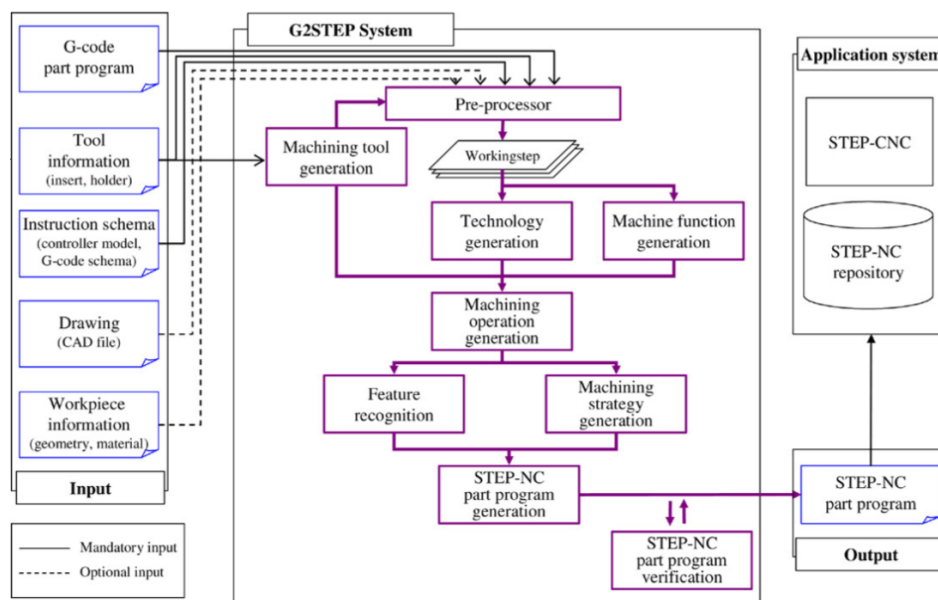 G-code
part program
Tool
information
(insert, holder)
Instruction schema
(controller model,
G-code schema)
Drawing
(CAD file)
Workpiece
information
(geometry, material)
Input
Mandatory input
Optional input
G2STEP System
Pre-processor
Machining tool
generation
Workingstep
Technology
generation
Machine function
generation
Machining
operation
generation
Feature
recognition
Machining
strategy
generation
STEP-NC
part program
generation
STEP-NC
part program
verification
Application system
STEP-CNC
STEP-NC
repository
STEP-NC
part program
Output